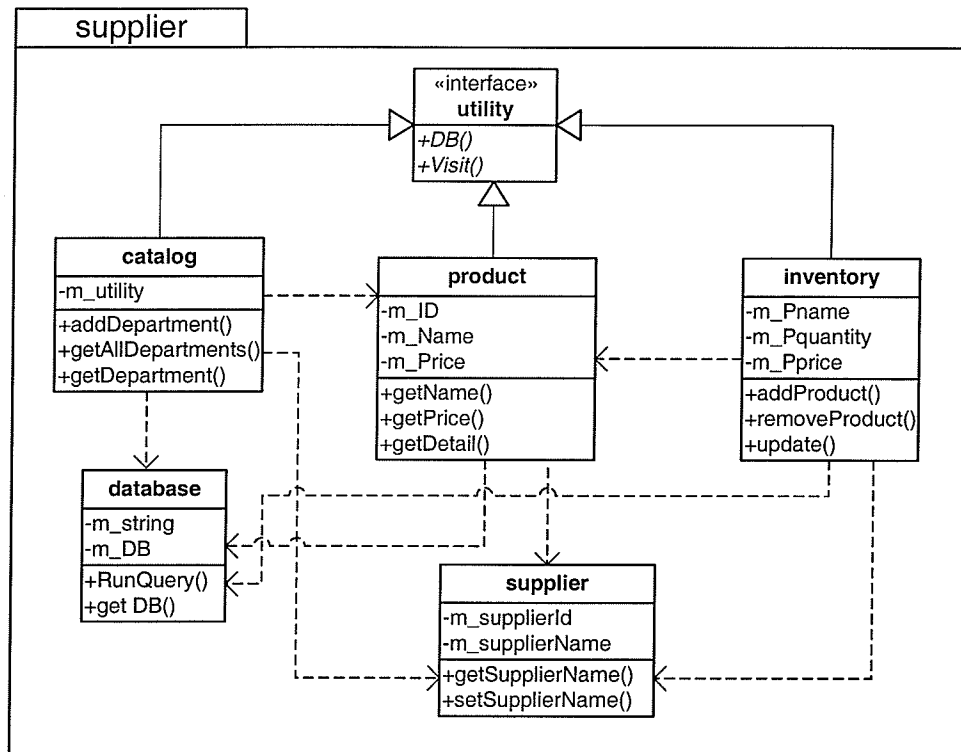 supplier
«interface»
utility
+DB()
+Visit()
catalog
-m_utility
+addDepartment()
+getAllDepartments()
+getDepartment()
product
-m_ID
-m_Name
-m_Price
+getName()
+getPrice()
+getDetail()
inventory
-m_Pname
-m_Pquantity
-m_Pprice
+addProduct()
+removeProduct()
+update()
database
-m_string
-m_DB
+RunQuery()
+get DB()
supplier
-m_supplierId
-m_supplierName
+getSupplierName()
+setSupplierName()